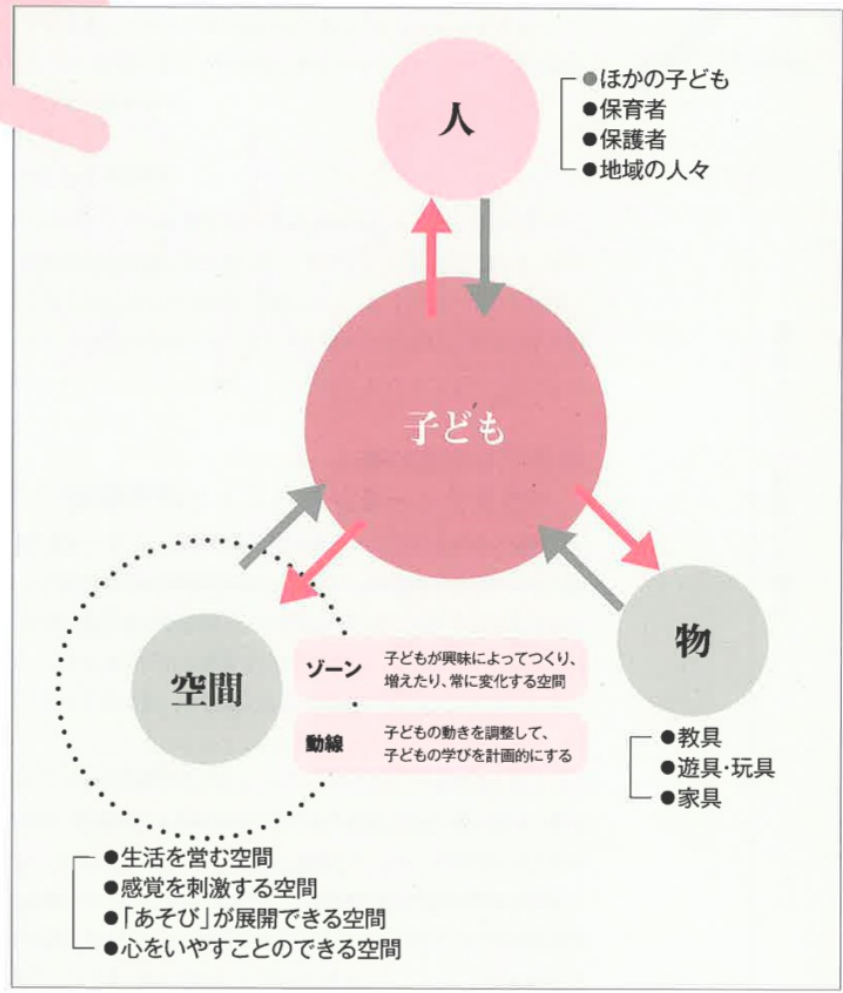 人
●ほかの子ども
●保育者
●保護者
●地域の人々
子ども
空間
ゾーン
子どもが興味によってつくり、
増えたり、常に変化する空間
動線
子どもの動きを調整して、
子どもの学びを計画的にする
物
●教具
●遊具・玩具
●家具
●生活を営む空間
●感覚を刺激する空間
●「あそび」が展開できる空間
●心をいやすことのできる空間